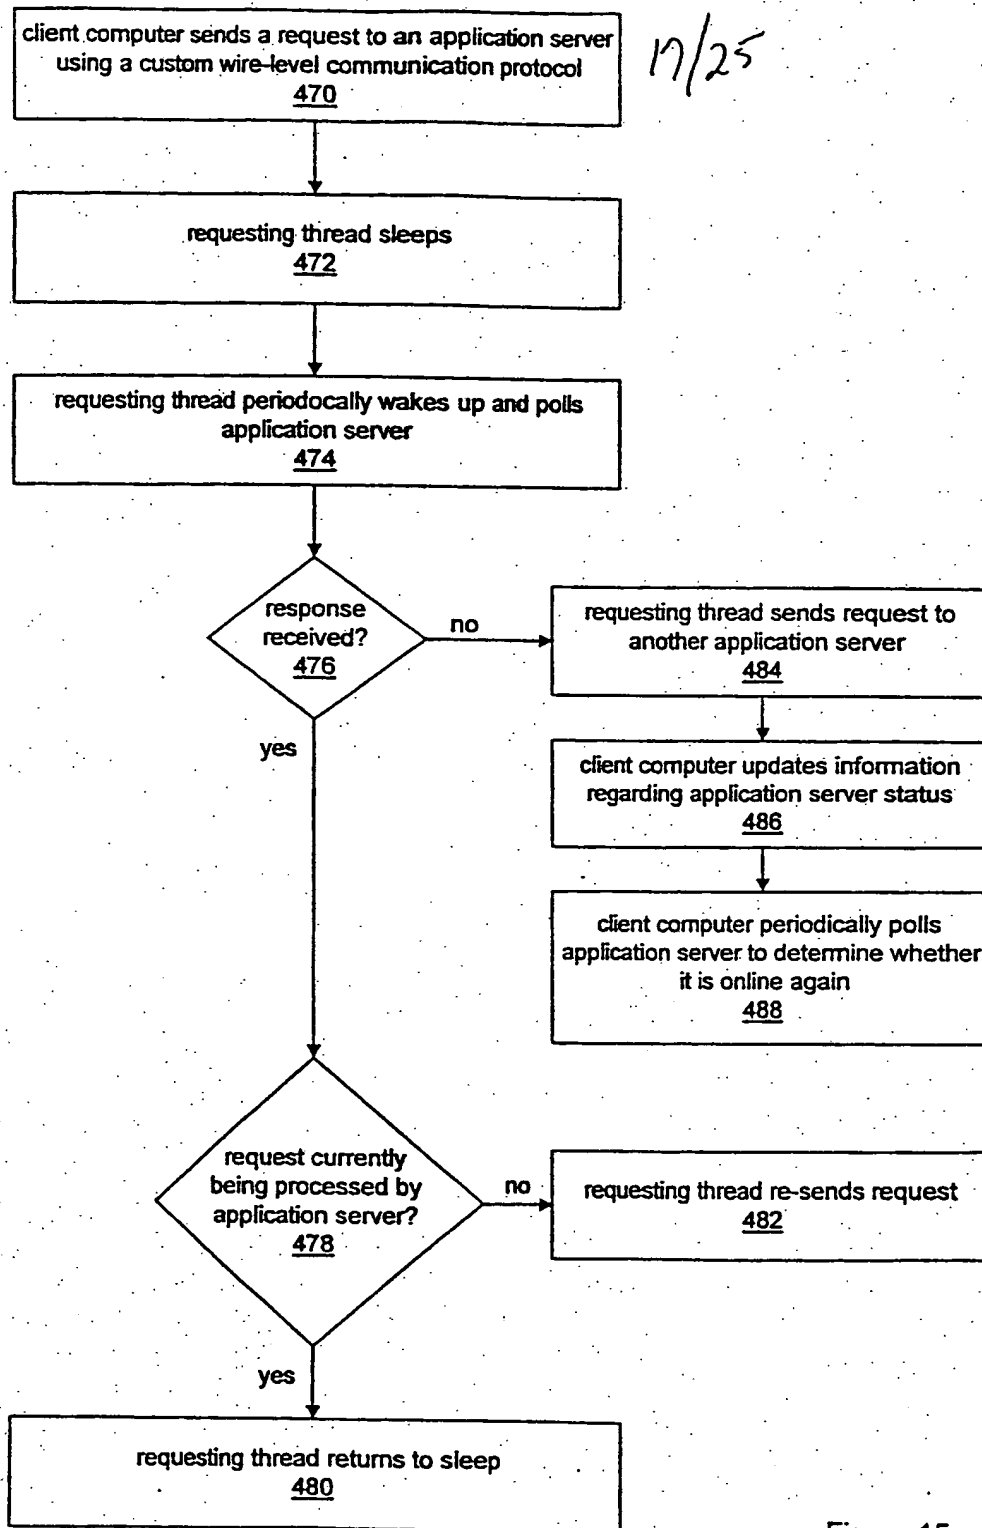 client computer sends a request to an application server
using a custom wire-level communication protocol
470
17/25
requesting thread sleeps
472
requesting thread periodocally wakes up and polls
application server
474
response
received?
476
no
requesting thread sends request to
another application server
484
yes
client computer updates information
regarding application server status
486
client computer periodically polls
application server to determine whether
it is online again
488
request currently
being processed by
application server?
478
no
requesting thread re-sends request
482
yes
requesting thread returns to sleep
480